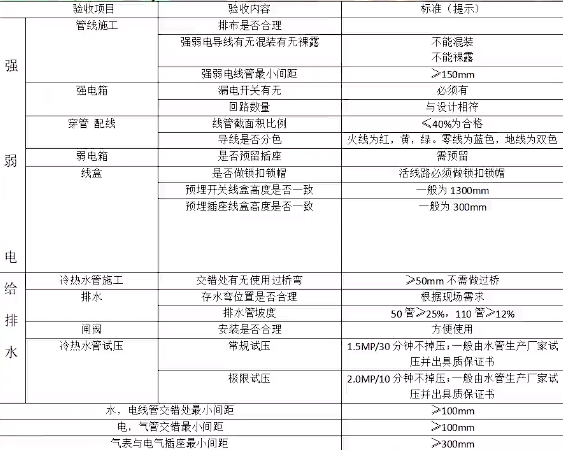 验收项目 验收内容 标准（提示）
强
弱
电
管线施工 排布是否合理
强弱电导线有无混装有无裸露 不能混装
不能裸露
强弱电线管最小间距 ≥150mm
强电箱 漏电开关有无 必须有
回路数量 与设计相符
穿管 配线 线管截面积比例 ≤40%为合格
导线是否分色 火线为红，黄，绿。零线为蓝色，地线为双色
弱电箱 是否预留插座 需预留
线盒 是否做锁扣锁帽 活线路必须做锁扣锁帽
预埋开关线盒高度是否一致 一般为 1300mm
预埋插座线盒高度是否一致 一般为 300mm
给
排
水
冷热水管施工 交错处有无使用过桥弯 ≥50mm 不需做过桥
排水 存水弯位置是否合理 根据现场需求
排水管坡度 50 管≥25%，110 管≥12%
闸阀 安装是否合理 方便使用
冷热水管试压 常规试压 1.5MP/30 分钟不掉压；一般由水管生产厂家试
压并出具质保证书
极限试压 2.0MP/10 分钟不掉压；一般由水管生产厂家试
压并出具质保证书
水，电线管交错处最小间距 ≥100mm
电，气管交错最小间距 ≥100mm
气表与电气插座最小间距 ≥300mm